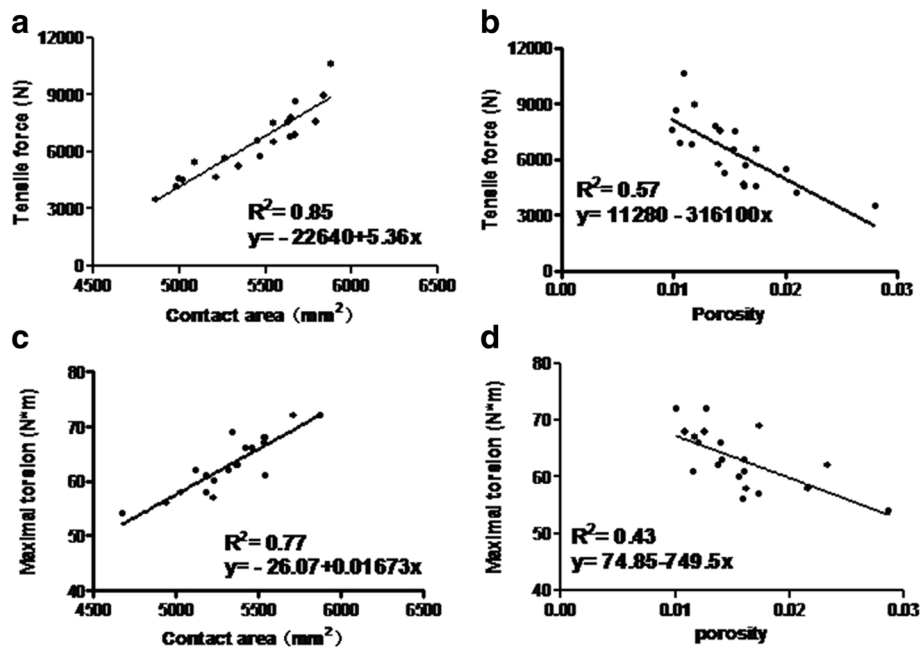 a
Tensile force (N)
12000
9000
6000
3000
0
R²= 0.85
y= - 22640+5.36x
4500 5000 5500 6000 6500
Contact area (mm²)
b
Tensile force (N)
12000
9000
6000
3000
0
R²= 0.57
y= 11280 - 316100x
0.00 0.01 0.02 0.03
Porosity
c
Maximal torsion (N*m)
80
70
60
50
40
R²= 0.77
y= - 26.07+0.01673x
4500 5000 5500 6000 6500
Contact area (mm²)
d
Maximal torsion (N*m)
80
70
60
50
40
R²= 0.43
y= 74.85-749.5x
0.00 0.01 0.02 0.03
porosity